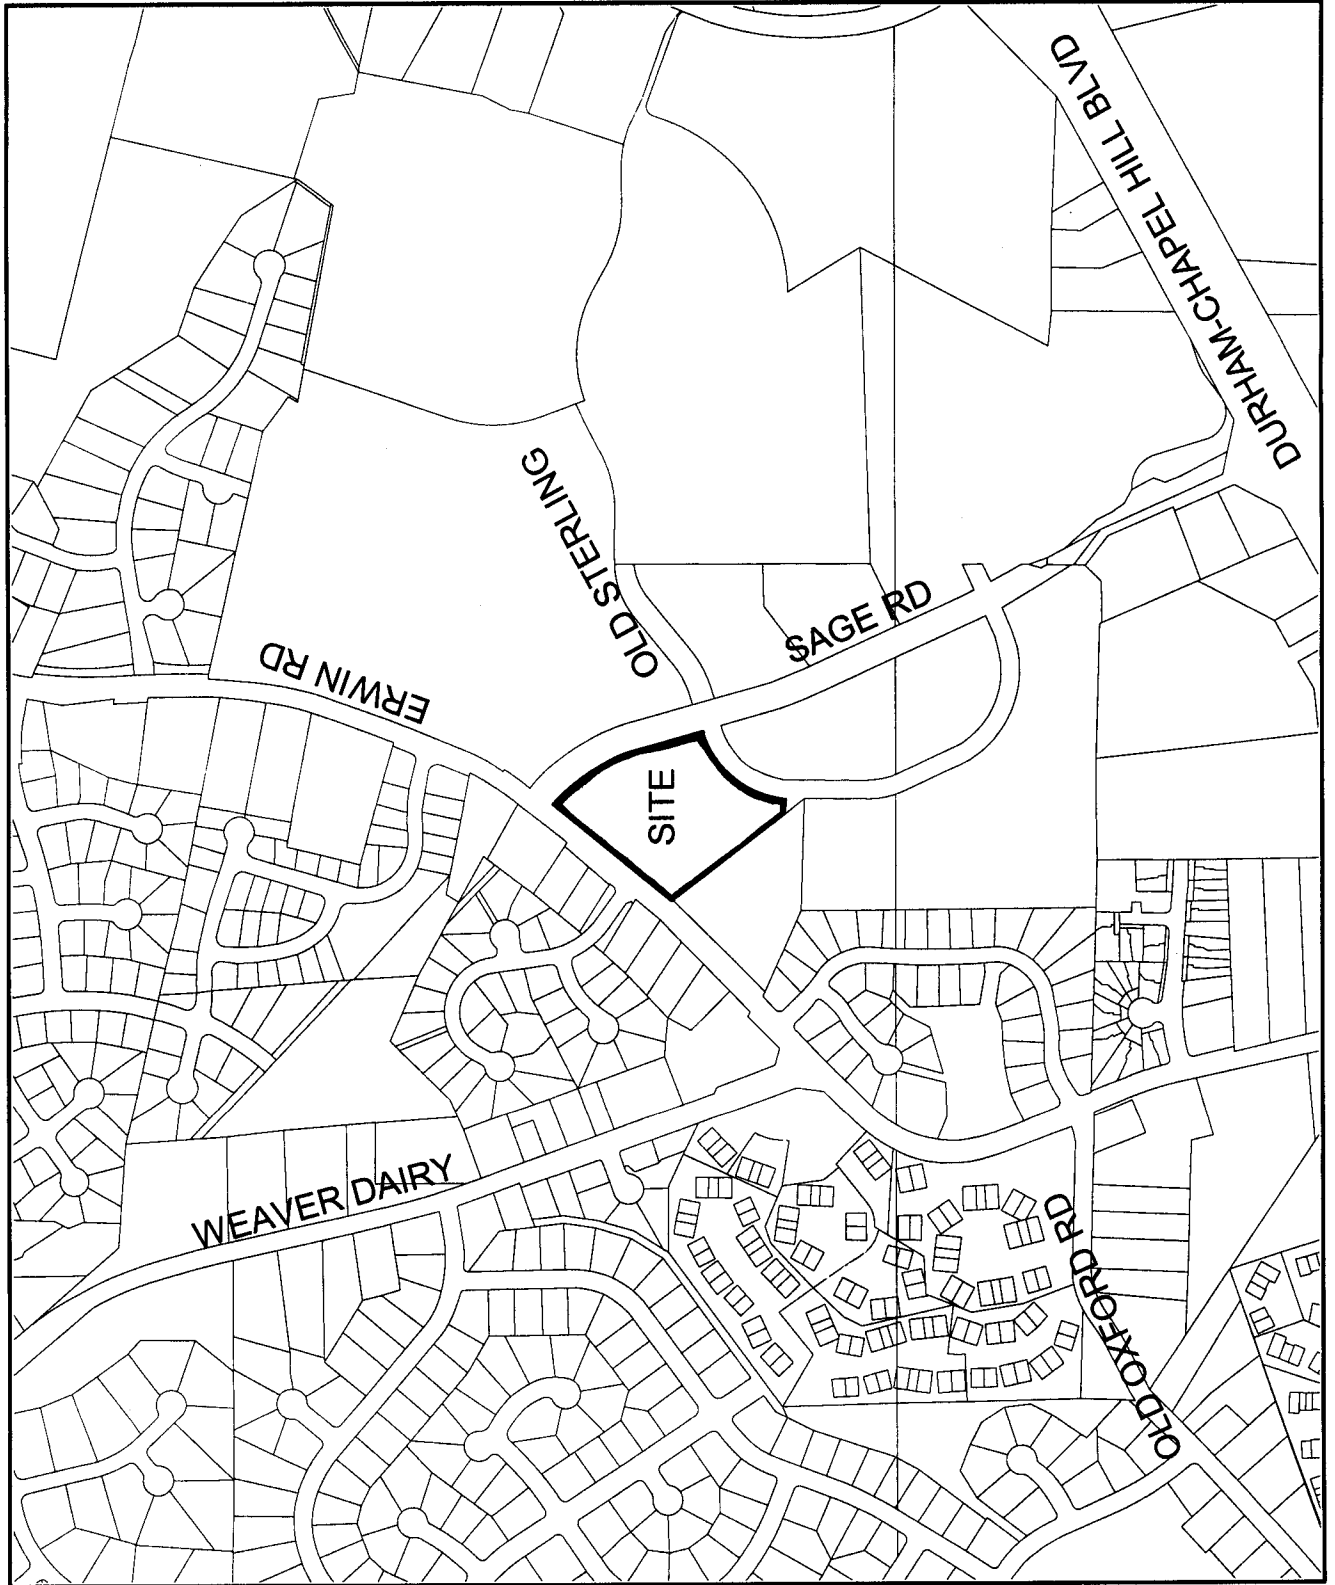 DURHAM-CHAPEL HILL BLVD
OLD STERLING
SAGE RD
ERWIN RD
SITE
WEAVER DAIRY
OLD OXFORD RD